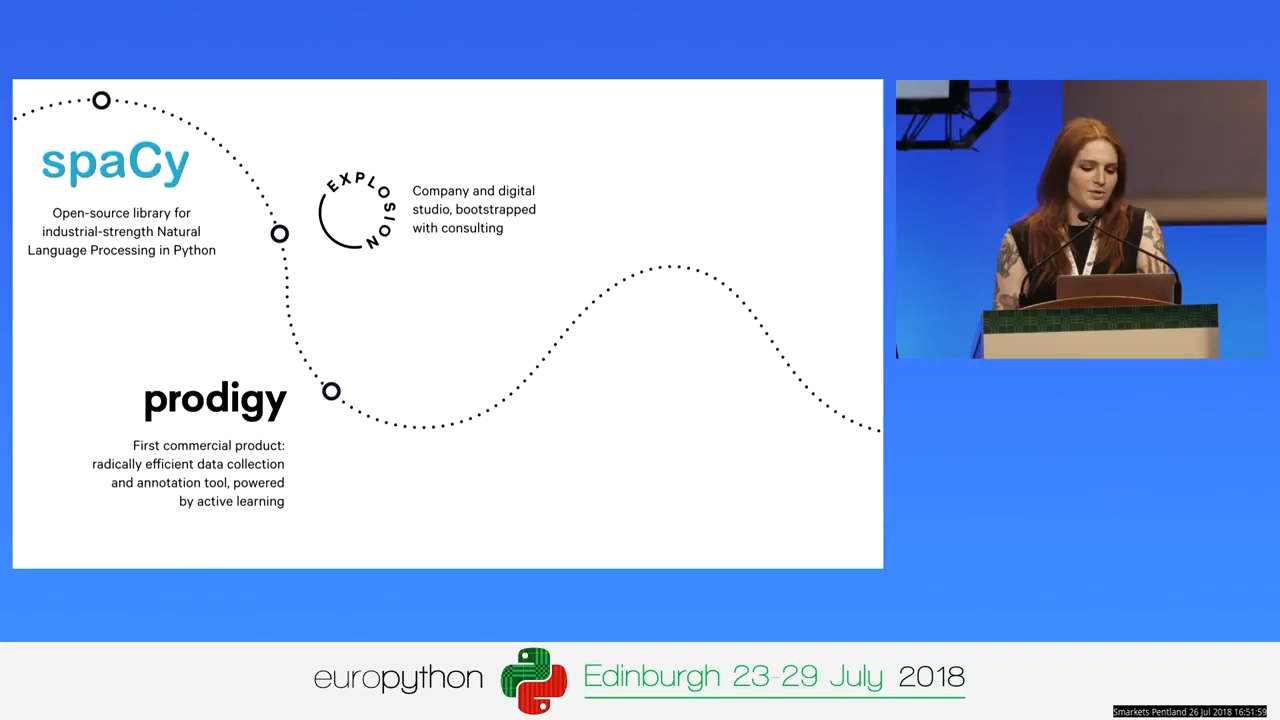 spaCy
Open-source library for
industrial-strength Natural
Language Processing in Python
EXPLOSION
Company and digital
studio, bootstrapped
with consulting
prodigy
First commercial product:
radically efficient data collection
and annotation tool, powered
by active learning
europython
Edinburgh 23-29 July 2018
Smarkets Pentland 26 Jul 2018 16:51:59